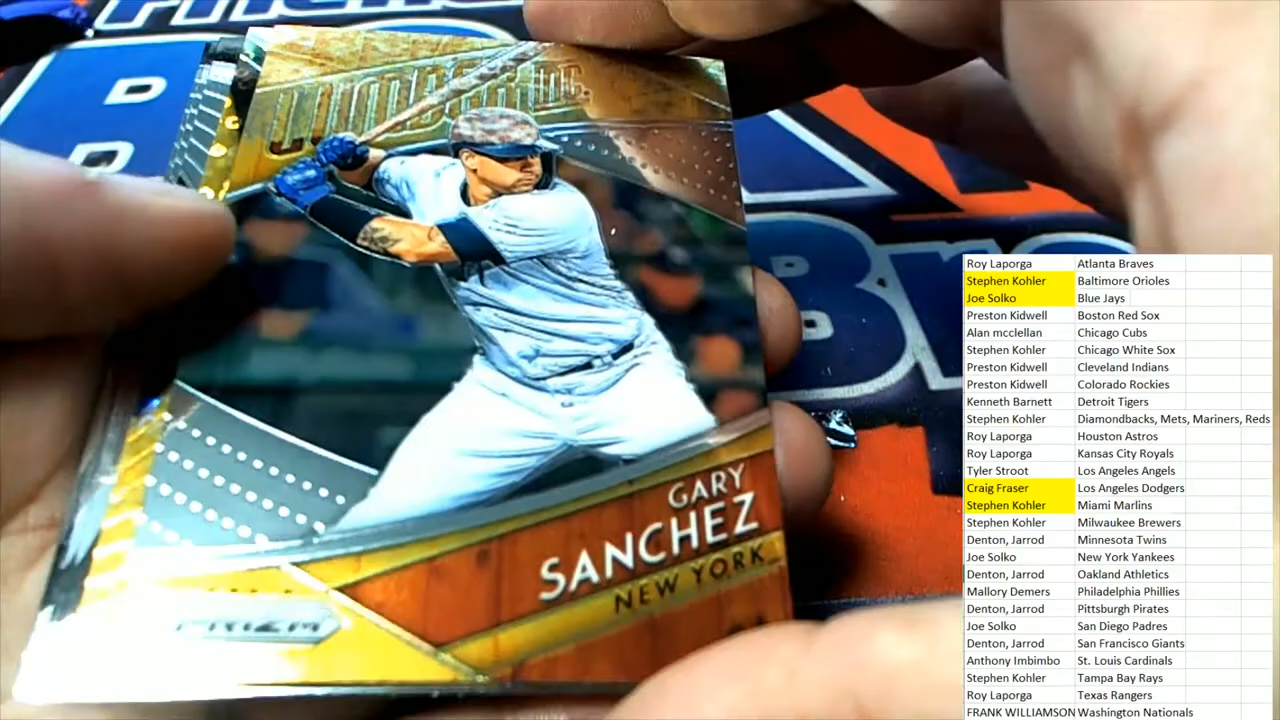 LUMBER INC.
GARY
SANCHEZ
NEW YORK
PRIZM
D
D
Br
Roy Laporga Atlanta Braves
Stephen Kohler Baltimore Orioles
Joe Solko Blue Jays
Preston Kidwell Boston Red Sox
Alan mcclellan Chicago Cubs
Stephen Kohler Chicago White Sox
Preston Kidwell Cleveland Indians
Preston Kidwell Colorado Rockies
Kenneth Barnett Detroit Tigers
Stephen Kohler Diamondbacks, Mets, Mariners, Reds
Roy Laporga Houston Astros
Roy Laporga Kansas City Royals
Tyler Stroot Los Angeles Angels
Craig Fraser Los Angeles Dodgers
Stephen Kohler Miami Marlins
Stephen Kohler Milwaukee Brewers
Denton, Jarrod Minnesota Twins
Joe Solko New York Yankees
Denton, Jarrod Oakland Athletics
Mallory Demers Philadelphia Phillies
Denton, Jarrod Pittsburgh Pirates
Joe Solko San Diego Padres
Denton, Jarrod San Francisco Giants
Anthony Imbimbo St. Louis Cardinals
Stephen Kohler Tampa Bay Rays
Roy Laporga Texas Rangers
FRANK WILLIAMSON Washington Nationals